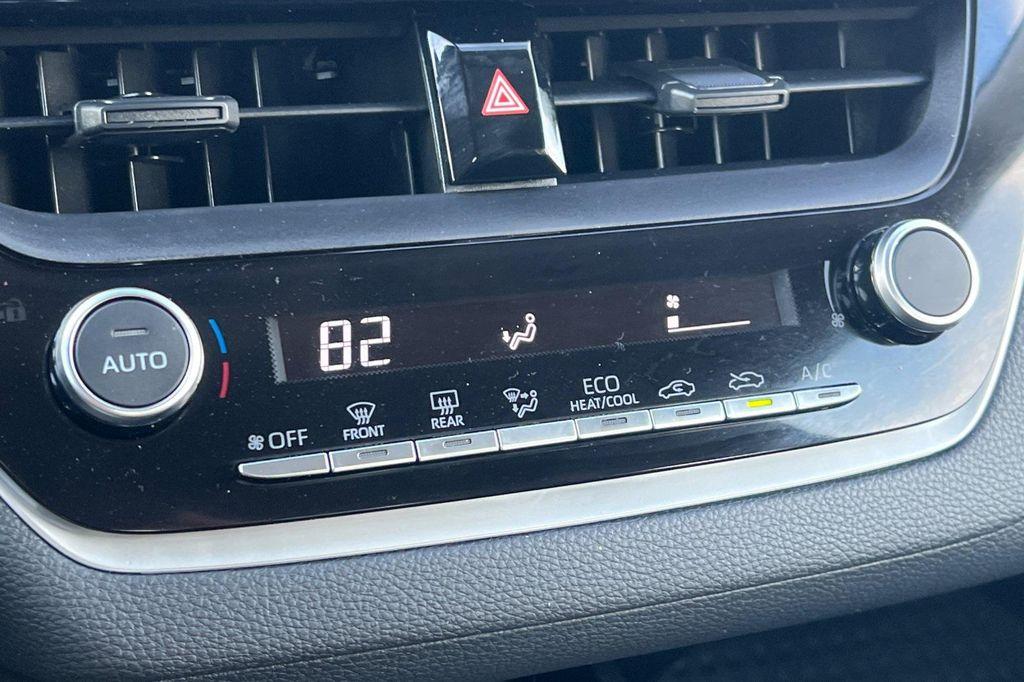 82
AUTO
OFF
FRONT
REAR
ECO
HEAT/COOL
A/C